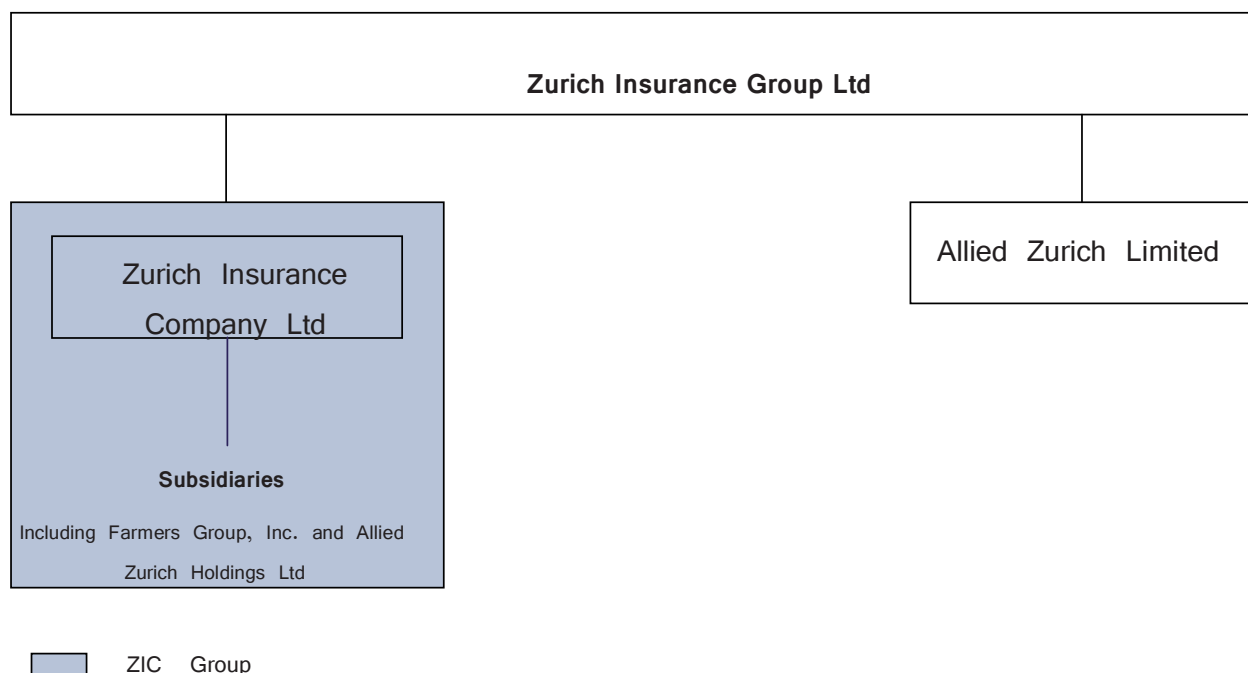 Zurich Insurance Group Ltd
Zurich Insurance
Company Ltd
Allied Zurich Limited
Subsidiaries
Including Farmers Group, Inc. and Allied
Zurich Holdings Ltd
ZIC Group